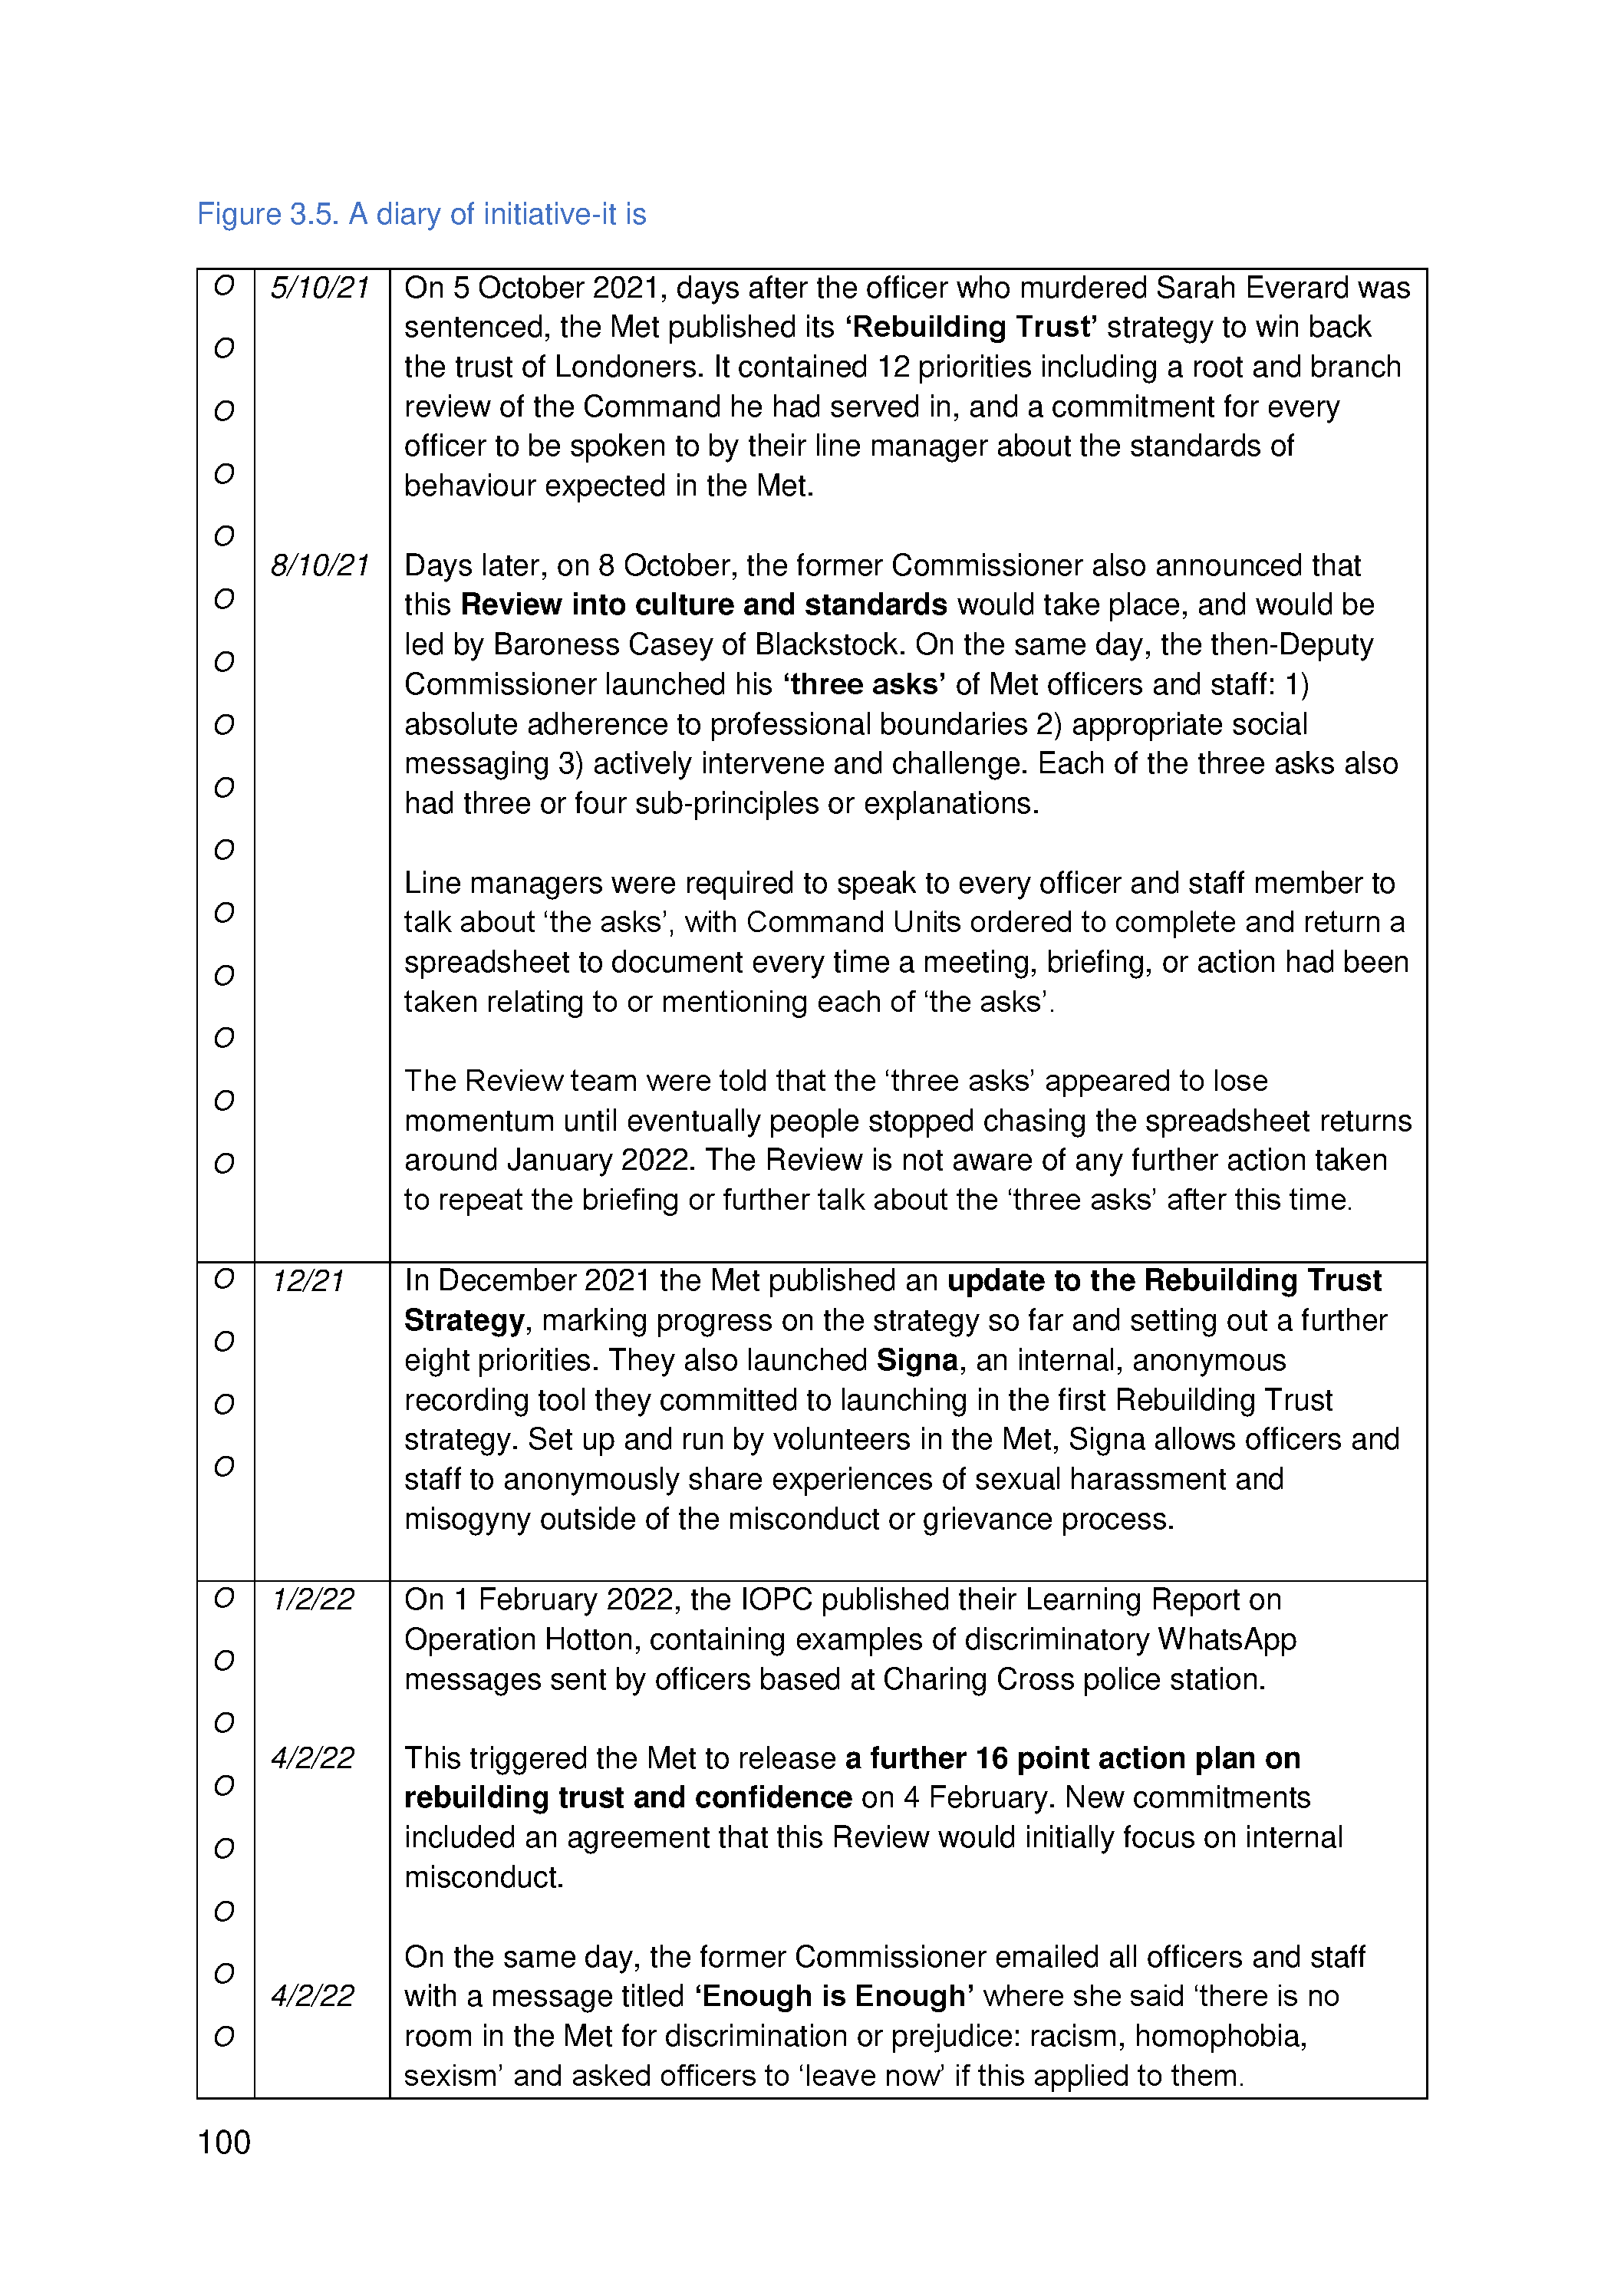 Figure 3.5. A diary of initiative-it is
O 5/10/21 On 5 October 2021, days after the officer who murdered Sarah Everard was
sentenced, the Met published its ‘Rebuilding Trust’ strategy to win back
O
the trust of Londoners. It contained 12 priorities including a root and branch
O review of the Command he had served in, and a commitment for every
officer to be spoken to by their line manager about the standards of
O
behaviour expected in the Met.
O
8/10/21 Days later, on 8 October, the former Commissioner also announced that
O this Review into culture and standards would take place, and would be
led by Baroness Casey of Blackstock. On the same day, the then-Deputy
O
Commissioner launched his ‘three asks’ of Met officers and staff: 1)
O absolute adherence to professional boundaries 2) appropriate social
messaging 3) actively intervene and challenge. Each of the three asks also
O
had three or four sub-principles or explanations.
O
Line managers were required to speak to every officer and staff member to
O talk about ‘the asks’, with Command Units ordered to complete and return a
spreadsheet to document every time a meeting, briefing, or action had been
O
taken relating to or mentioning each of ‘the asks’.
O
The Review team were told that the ‘three asks’ appeared to lose
O
momentum until eventually people stopped chasing the spreadsheet returns
O around January 2022. The Review is not aware of any further action taken
to repeat the briefing or further talk about the ‘three asks’ after this time.
O 12/21 In December 2021 the Met published an update to the Rebuilding Trust
Strategy, marking progress on the strategy so far and setting out a further
O
eight priorities. They also launched Signa, an internal, anonymous
O recording tool they committed to launching in the first Rebuilding Trust
strategy. Set up and run by volunteers in the Met, Signa allows officers and
O
staff to anonymously share experiences of sexual harassment and
misogyny outside of the misconduct or grievance process.
O 1/2/22 On 1 February 2022, the IOPC published their Learning Report on
Operation Hotton, containing examples of discriminatory WhatsApp
O
messages sent by officers based at Charing Cross police station.
O
4/2/22 This triggered the Met to release a further 16 point action plan on
O
rebuilding trust and confidence on 4 February. New commitments
O included an agreement that this Review would initially focus on internal
misconduct.
O
On the same day, the former Commissioner emailed all officers and staff
O
4/2/22 with a message titled ‘Enough is Enough’ where she said ‘there is no
O room in the Met for discrimination or prejudice: racism, homophobia,
sexism’ and asked officers to ‘leave now’ if this applied to them.
100